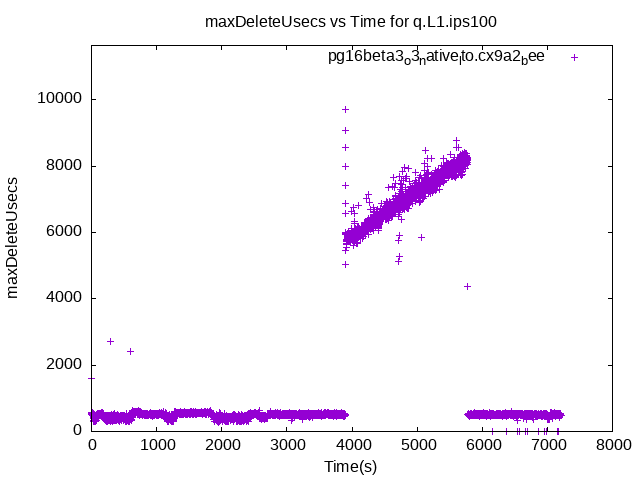 maxDeleteUsecs vs Time for q.L1.ips100
pg16beta3o3native lto.cx9a2bee
10000
8000
6000
4000
2000
0
maxDeleteUsecs
0 1000 2000 3000 4000 5000 6000 7000 8000
Time(s)